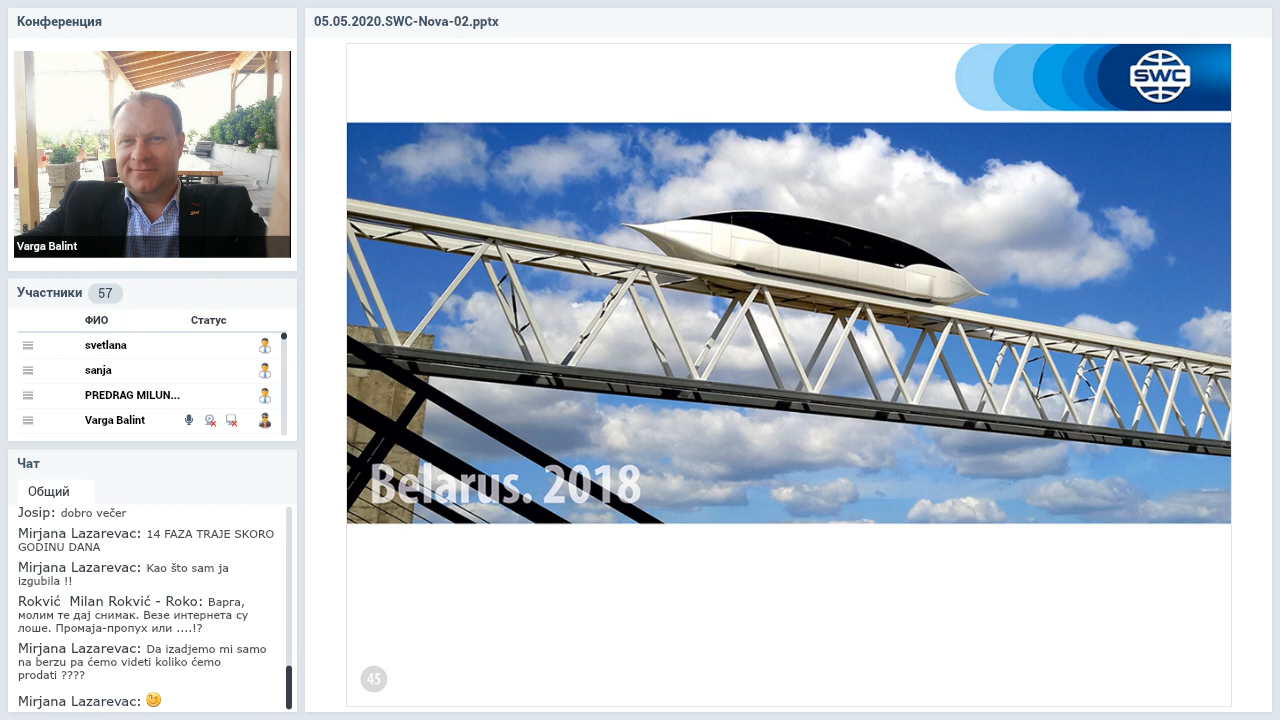 Конференция
Varga Balint
Участники 57
ФИО Статус
svetlana
sanja
PREDRAG MILUN...
Varga Balint
Чат
Общий
Josip: dobro večer
Mirjana Lazarevac: 14 FAZA TRAJE SKORO
GODINU DANA
Mirjana Lazarevac: Kao što sam ja
izgubila !!
Rokvić  Milan Rokvić - Roko: Варга,
молим те дај снимак. Везе интернета су
лоше. Промаја-пропух или ....!?
Mirjana Lazarevac: Da izadjemo mi samo
na berzu pa ćemo videti koliko ćemo
prodati ????
Mirjana Lazarevac:
05.05.2020.SWC-Nova-02.pptx
SWC
Belarus. 2018
45